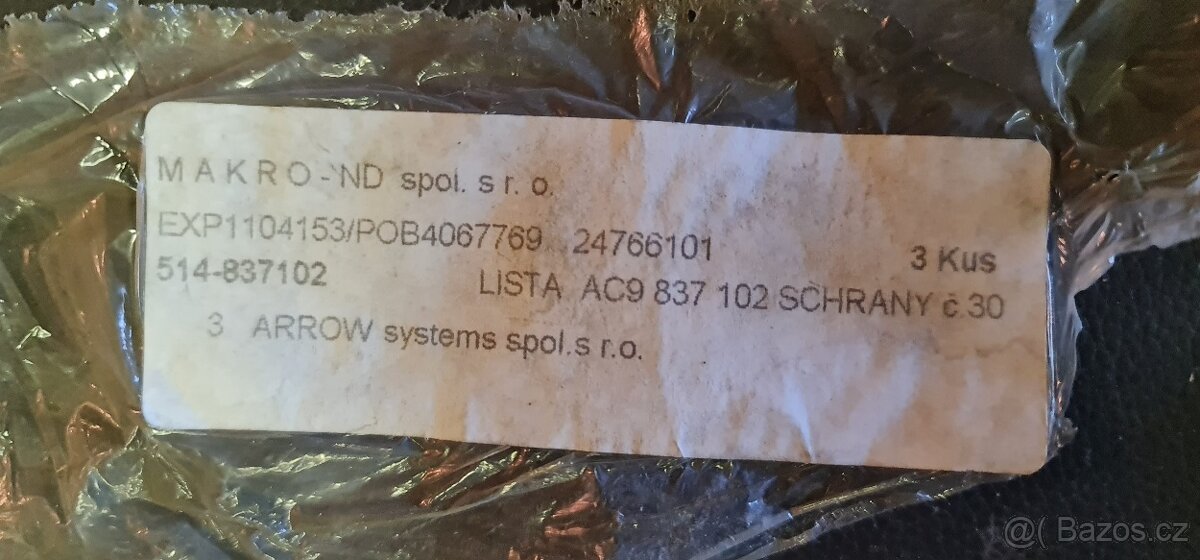 M A K R O - ND spol. s r. o.
EXP1104153/POB4067769 24766101 3 Kus
514-837102 LISTA AC9 837 102 SCHRANY č.30
3 ARROW systems spol.s r.o.
@( Bazos.cz